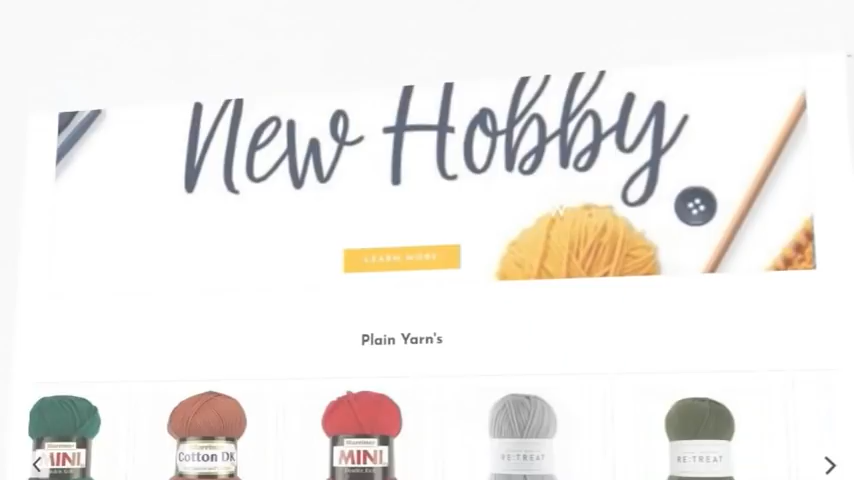 New Hobby
LEARN MORE
Plain Yarn's
MINI
Cotton DK
MINI
RE:TREAT
RE:TREAT